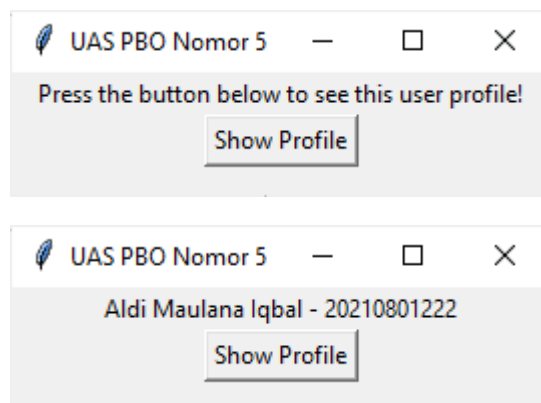 UAS PBO Nomor 5
Press the button below to see this user profile!
Show Profile
UAS PBO Nomor 5
Aldi Maulana Iqbal - 20210801222
Show Profile